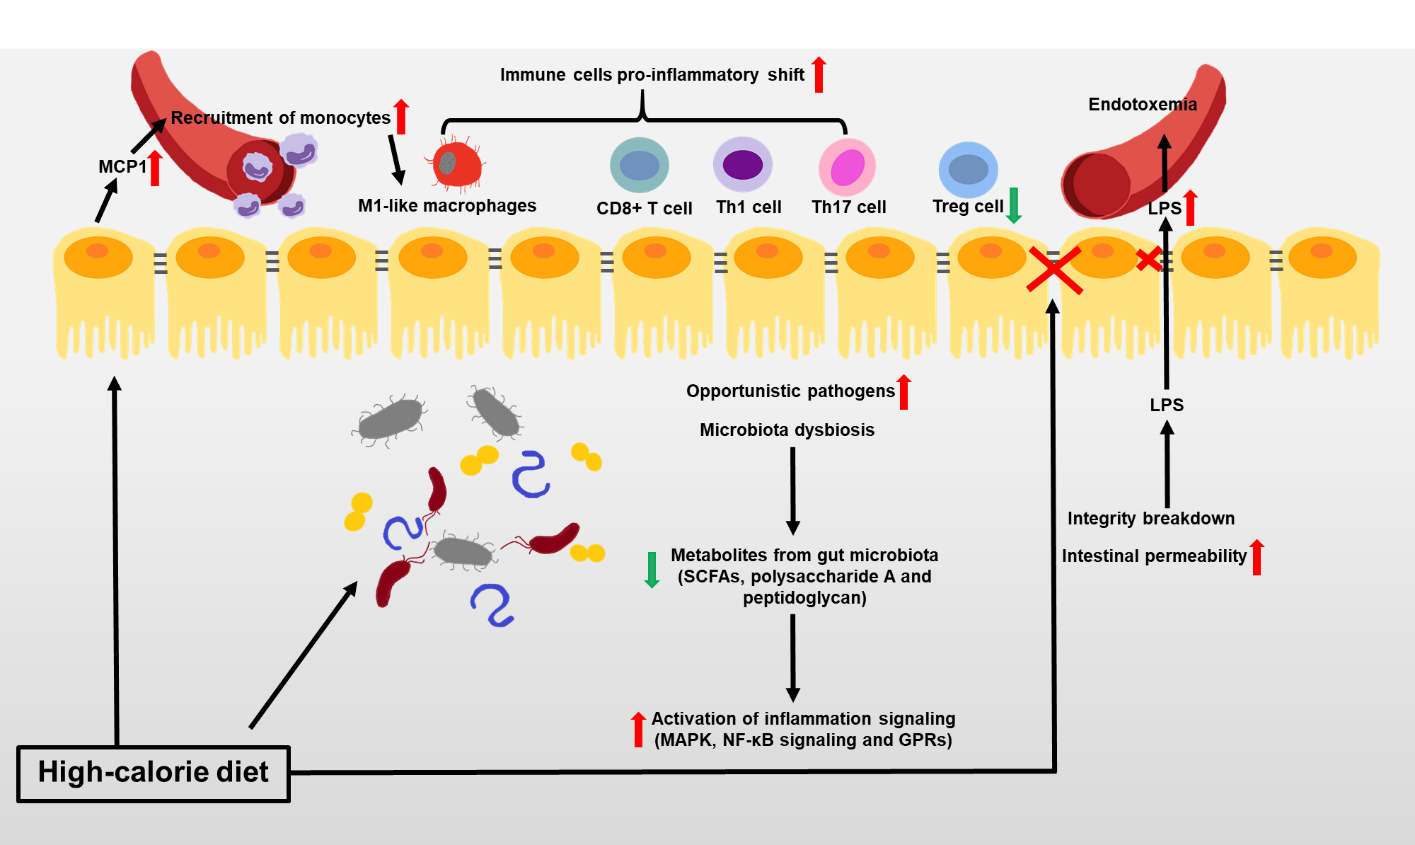 Immune cells pro-inflammatory shift
Recruitment of monocytes
MCP1
M1-like macrophages
CD8+ T cell
Th1 cell
Th17 cell
Treg cell
Endotoxemia
LPS
Opportunistic pathogens
Microbiota dysbiosis
LPS
Integrity breakdown
Intestinal permeability
Metabolites from gut microbiota
(SCFAs, polysaccharide A and
peptidoglycan)
Activation of inflammation signaling
(MAPK, NF-κB signaling and GPRs)
High-calorie diet